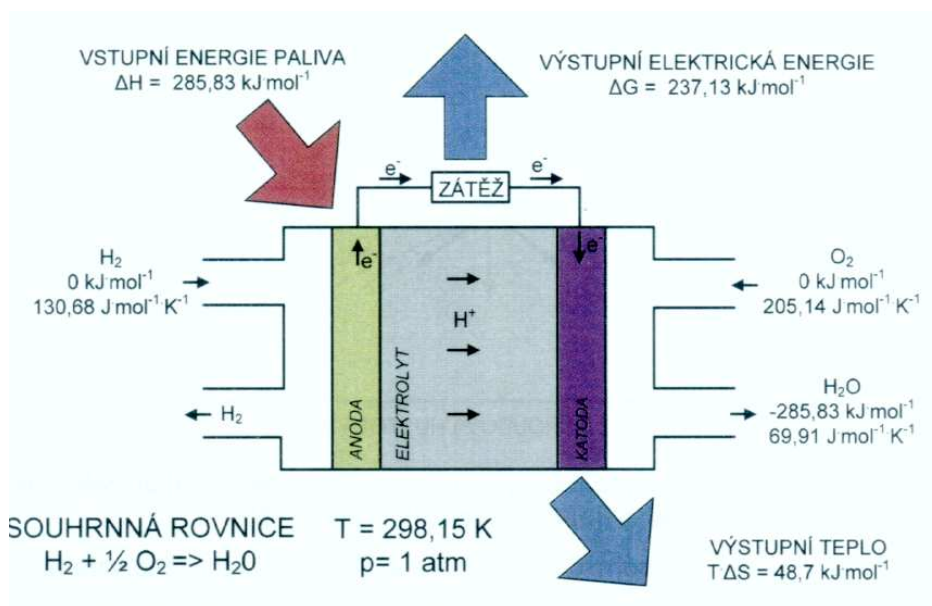 VSTUPNÍ ENERGIE PALIVA
ΔH = 285,83 kJ·mol⁻¹
VÝSTUPNÍ ELEKTRICKÁ ENERGIE
ΔG = 237,13 kJ·mol⁻¹
e⁻
ZÁTĚŽ
e⁻
e⁻
e⁻
H₂
0 kJ·mol⁻¹
130,68 J·mol⁻¹·K⁻¹
O₂
0 kJ·mol⁻¹
205,14 J·mol⁻¹·K⁻¹
H⁺
ANODA
ELEKTROLYT
KATODA
H₂
H₂O
-285,83 kJ·mol⁻¹
69,91 J·mol⁻¹·K⁻¹
SOUHRNNÁ ROVNICE
H₂ + ½ O₂ => H₂0
T = 298,15 K
p= 1 atm
VÝSTUPNÍ TEPLO
T·ΔS = 48,7 kJ·mol⁻¹